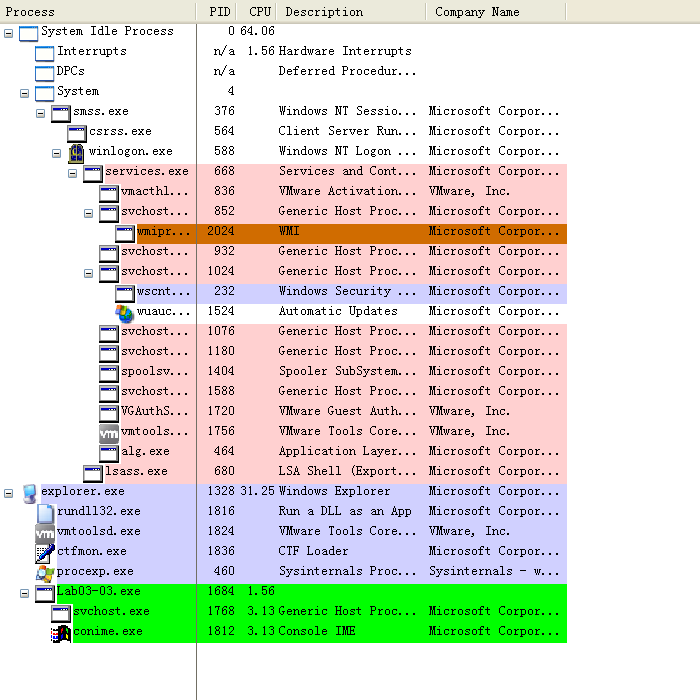 Process PID CPU Description Company Name
System Idle Process 0 64.06
Interrupts n/a 1.56 Hardware Interrupts
DPCs n/a Deferred Procedur...
System 4
smss.exe 376 Windows NT Sessio... Microsoft Corpor...
csrss.exe 564 Client Server Run... Microsoft Corpor...
winlogon.exe 588 Windows NT Logon ... Microsoft Corpor...
services.exe 668 Services and Cont... Microsoft Corpor...
vmacthl... 836 VMware Activation... VMware, Inc.
svchost... 852 Generic Host Proc... Microsoft Corpor...
wmipr... 2024 WMI Microsoft Corpor...
svchost... 932 Generic Host Proc... Microsoft Corpor...
svchost... 1024 Generic Host Proc... Microsoft Corpor...
wscnt... 232 Windows Security ... Microsoft Corpor...
wuauc... 1524 Automatic Updates Microsoft Corpor...
svchost... 1076 Generic Host Proc... Microsoft Corpor...
svchost... 1180 Generic Host Proc... Microsoft Corpor...
spoolsv... 1404 Spooler SubSystem... Microsoft Corpor...
svchost... 1588 Generic Host Proc... Microsoft Corpor...
VGAuthS... 1720 VMware Guest Auth... VMware, Inc.
vmtools... 1756 VMware Tools Core... VMware, Inc.
alg.exe 464 Application Layer... Microsoft Corpor...
lsass.exe 680 LSA Shell (Export... Microsoft Corpor...
explorer.exe 1328 31.25 Windows Explorer Microsoft Corpor...
rundll32.exe 1816 Run a DLL as an App Microsoft Corpor...
vmtoolsd.exe 1824 VMware Tools Core... VMware, Inc.
ctfmon.exe 1836 CTF Loader Microsoft Corpor...
procexp.exe 460 Sysinternals Proc... Sysinternals - w...
Lab03-03.exe 1684 1.56
svchost.exe 1768 3.13 Generic Host Proc... Microsoft Corpor...
conime.exe 1812 3.13 Console IME Microsoft Corpor...